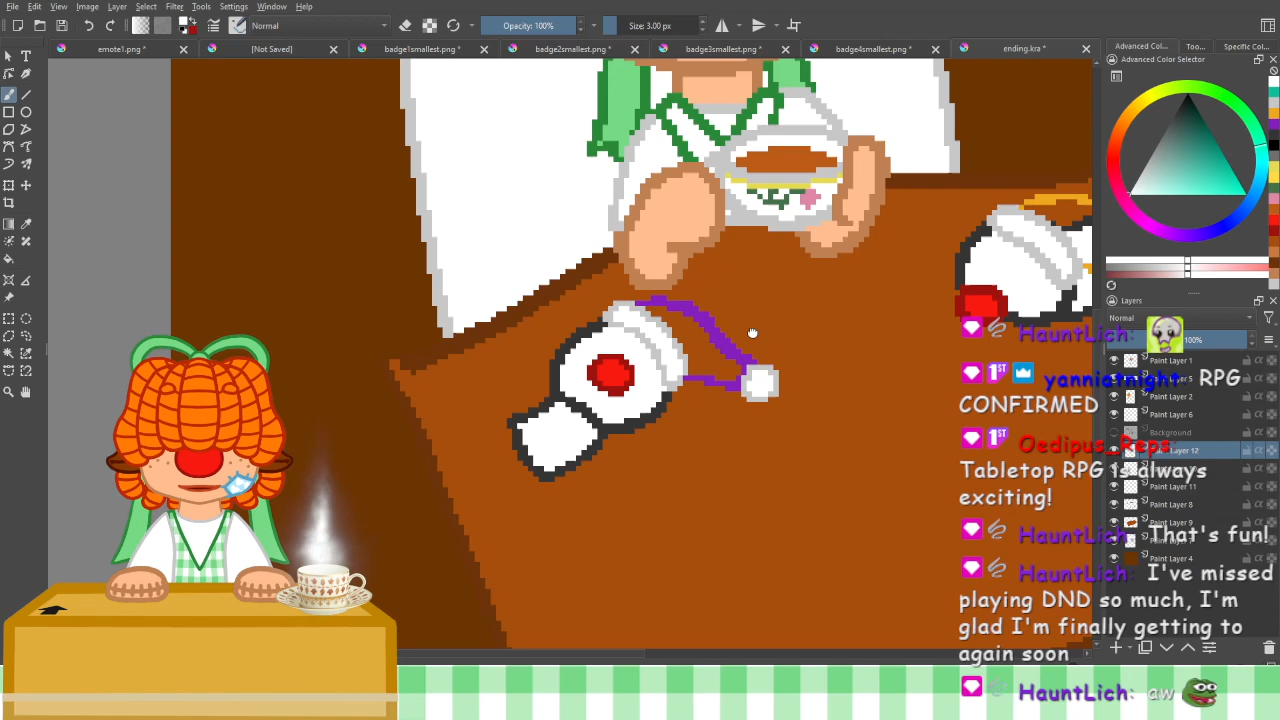 File Edit View Image Layer Select Filter Tools Settings Window Help
Normal Opacity: 100% Size: 3.00 px
emote1.png * [Not Saved] badge1smallest.png * badge2smallest.png * badge3smallest.png * badge4smallest.png * ending.kra *
Advanced Col... Too... Specific Col...
Advanced Color Selector
Layers
Normal
100%
Paint Layer 1
Paint Layer 2
Paint Layer 6
Background
Paint Layer 11
Paint Layer 8
Paint Layer 9
Paint Layer 4
HauntLich:
1ST yanniatnight: RPG
CONFIRMED
1ST Oedipus_Reps:
Tabletop RPG is always
exciting!
HauntLich: That's fun!
HauntLich: I've missed
playing DND so much, I'm
glad I'm finally getting to
again soon
HauntLich: aw